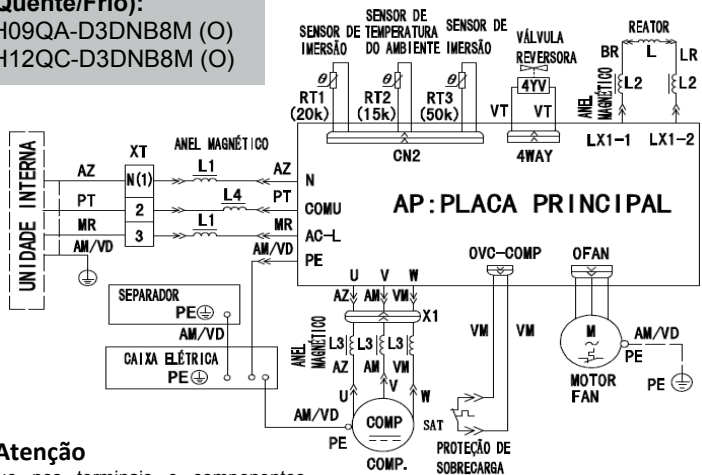 Quente/Frio):
H09QA-D3DNB8M (O)
H12QC-D3DNB8M (O)
SENSOR DE
IMERSÃO
SENSOR DE
TEMPERATURA
DO AMBIENTE
SENSOR DE
IMERSÃO
VÁLVULA
REVERSORA
REATOR
BR L LR
θ θ θ
RT1
(20k)
RT2
(15k)
RT3
(50k)
4YV
VT VT
ANEL
MAGNÉTICO
L2 L2
CN2
4WAY
LX1-1 LX1-2
UNIDADE INTERNA
XT
ANEL MAGNÉTICO
AZ N(1) L1 AZ N
PT 2 L4 PT COMU
MR 3 L1 MR AC-L
AM/VD AM/VD PE
AP:PLACA PRINCIPAL
OVC-COMP OFAN
U V W
AZ AM VM
X1
SEPARADOR
PE
AM/VD
CAIXA ELÉTRICA
PE
ANEL
MAGNÉTICO
L3 L3 L3
AZ AM VM
U V W
AM/VD
PE
COMP
COMP.
VM VM
SAT
PROTEÇÃO DE
SOBRECARGA
M
~
MOTOR
FAN
AM/VD
PE
PE
Atenção
nos terminais e componentes